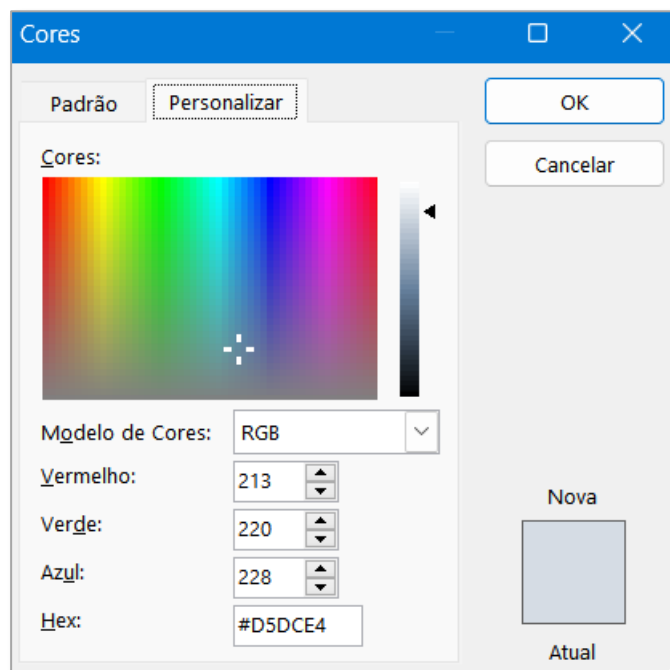 Cores
Padrão
Personalizar
OK
Cancelar
Cores:
Modelo de Cores: RGB
Vermelho: 213
Verde: 220
Azul: 228
Hex: #D5DCE4
Nova
Atual